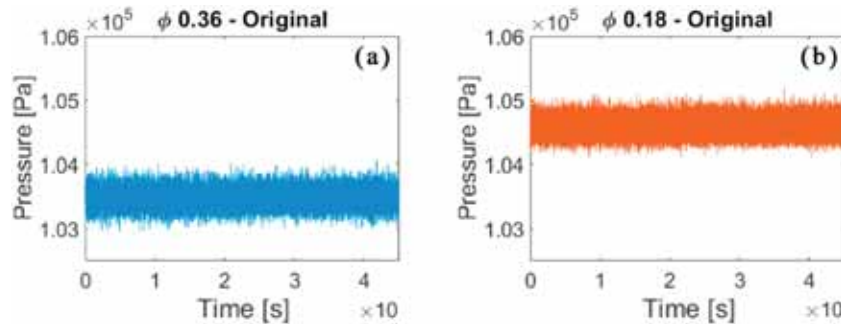 ϕ 0.36 - Original
×10⁵
(a)
1.06
1.05
1.04
1.03
Pressure [Pa]
0 1 2 3 4
Time [s]
×10
ϕ 0.18 - Original
×10⁵
(b)
1.06
1.05
1.04
1.03
Pressure [Pa]
0 1 2 3 4
Time [s]
×10